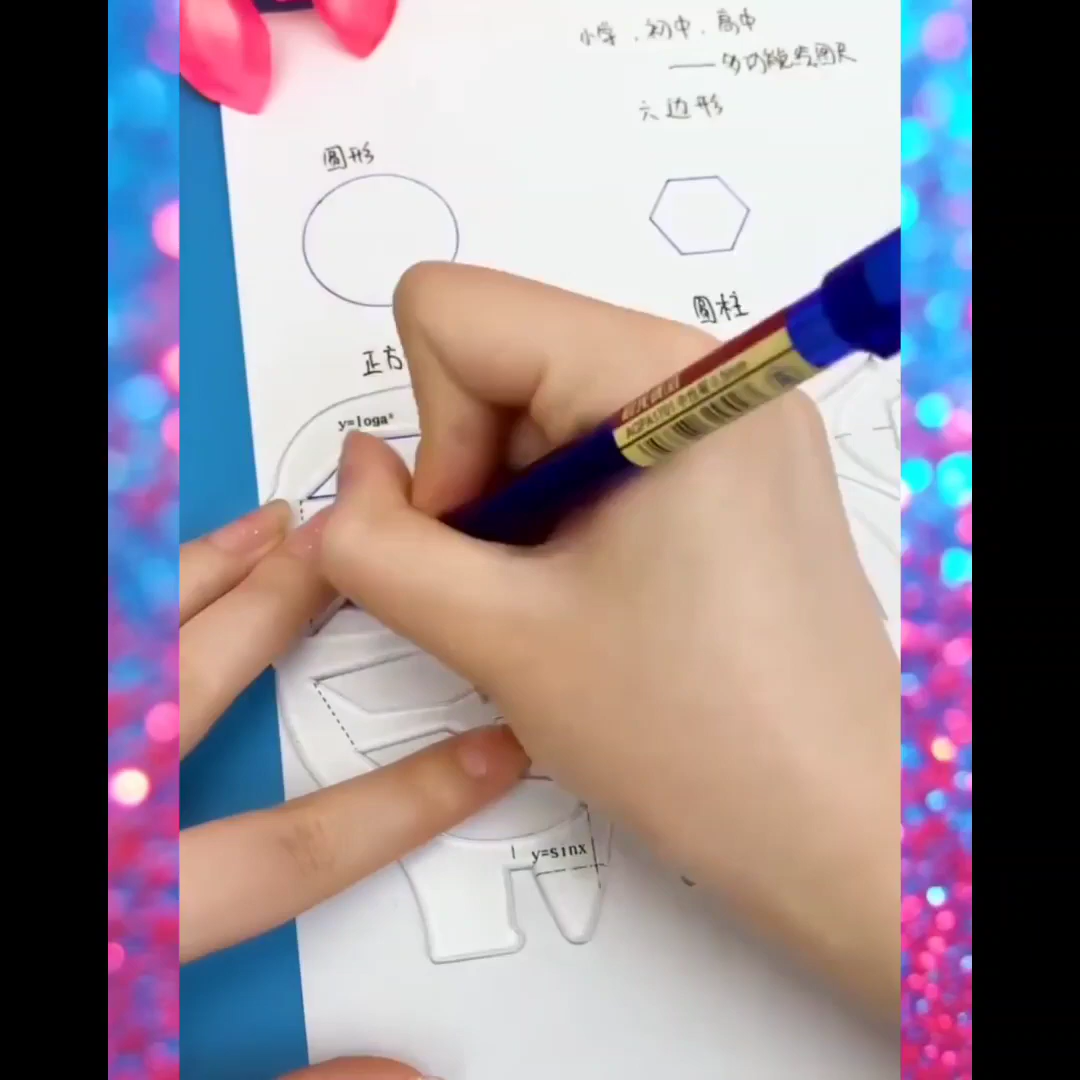 小学、初中、高中
——多功能专图尺
六边形
圆形
圆柱
正方
y=loga
y=sinx